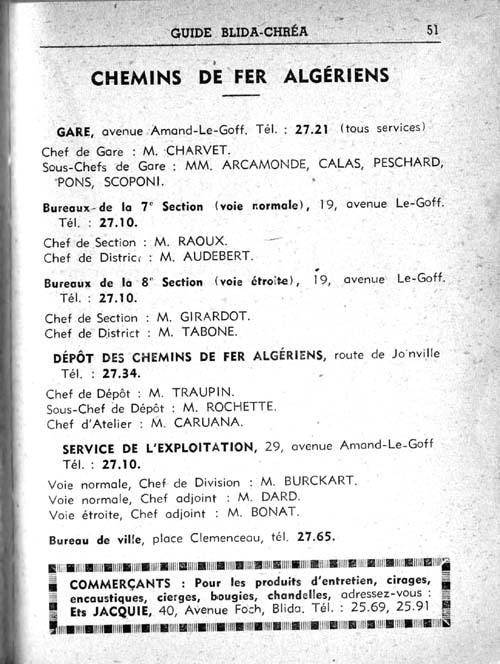 GUIDE BLIDA-CHRÉA 51
CHEMINS DE FER ALGÉRIENS
GARE, avenue Amand-Le-Goff. Tél. : 27.21 (tous services)
Chef de Gare : M. CHARVET.
Sous-Chefs de Gare : MM. ARCAMONDE, CALAS, PESCHARD,
PONS, SCOPONI.
Bureaux de la 7e Section (voie normale), 19, avenue Le-Goff.
Tél. : 27.10.
Chef de Section : M. RAOUX.
Chef de District : M. AUDEBERT.
Bureaux de la 8e Section (voie étroite), 19, avenue Le-Goff.
Tél. : 27.10.
Chef de Section : M. GIRARDOT.
Chef de District : M. TABONE.
DÉPÔT DES CHEMINS DE FER ALGÉRIENS, route de Joinville
Tél. : 27.34.
Chef de Dépôt : M. TRAUPIN.
Sous-Chef de Dépôt : M. ROCHETTE.
Chef d'Atelier : M. CARUANA.
SERVICE DE L'EXPLOITATION, 29, avenue Amand-Le-Goff
Tél. : 27.10.
Voie normale, Chef de Division : M. BURCKART.
Voie normale, Chef adjoint : M. DARD.
Voie étroite, Chef adjoint : M. BONAT.
Bureau de ville, place Clemenceau, tél. 27.65.
COMMERÇANTS : Pour les produits d'entretien, cirages,
encaustiques, cierges, bougies, chandelles, adressez-vous :
Ets JACQUIE, 40, Avenue Foch, Blida. Tél. : 25.69, 25.91